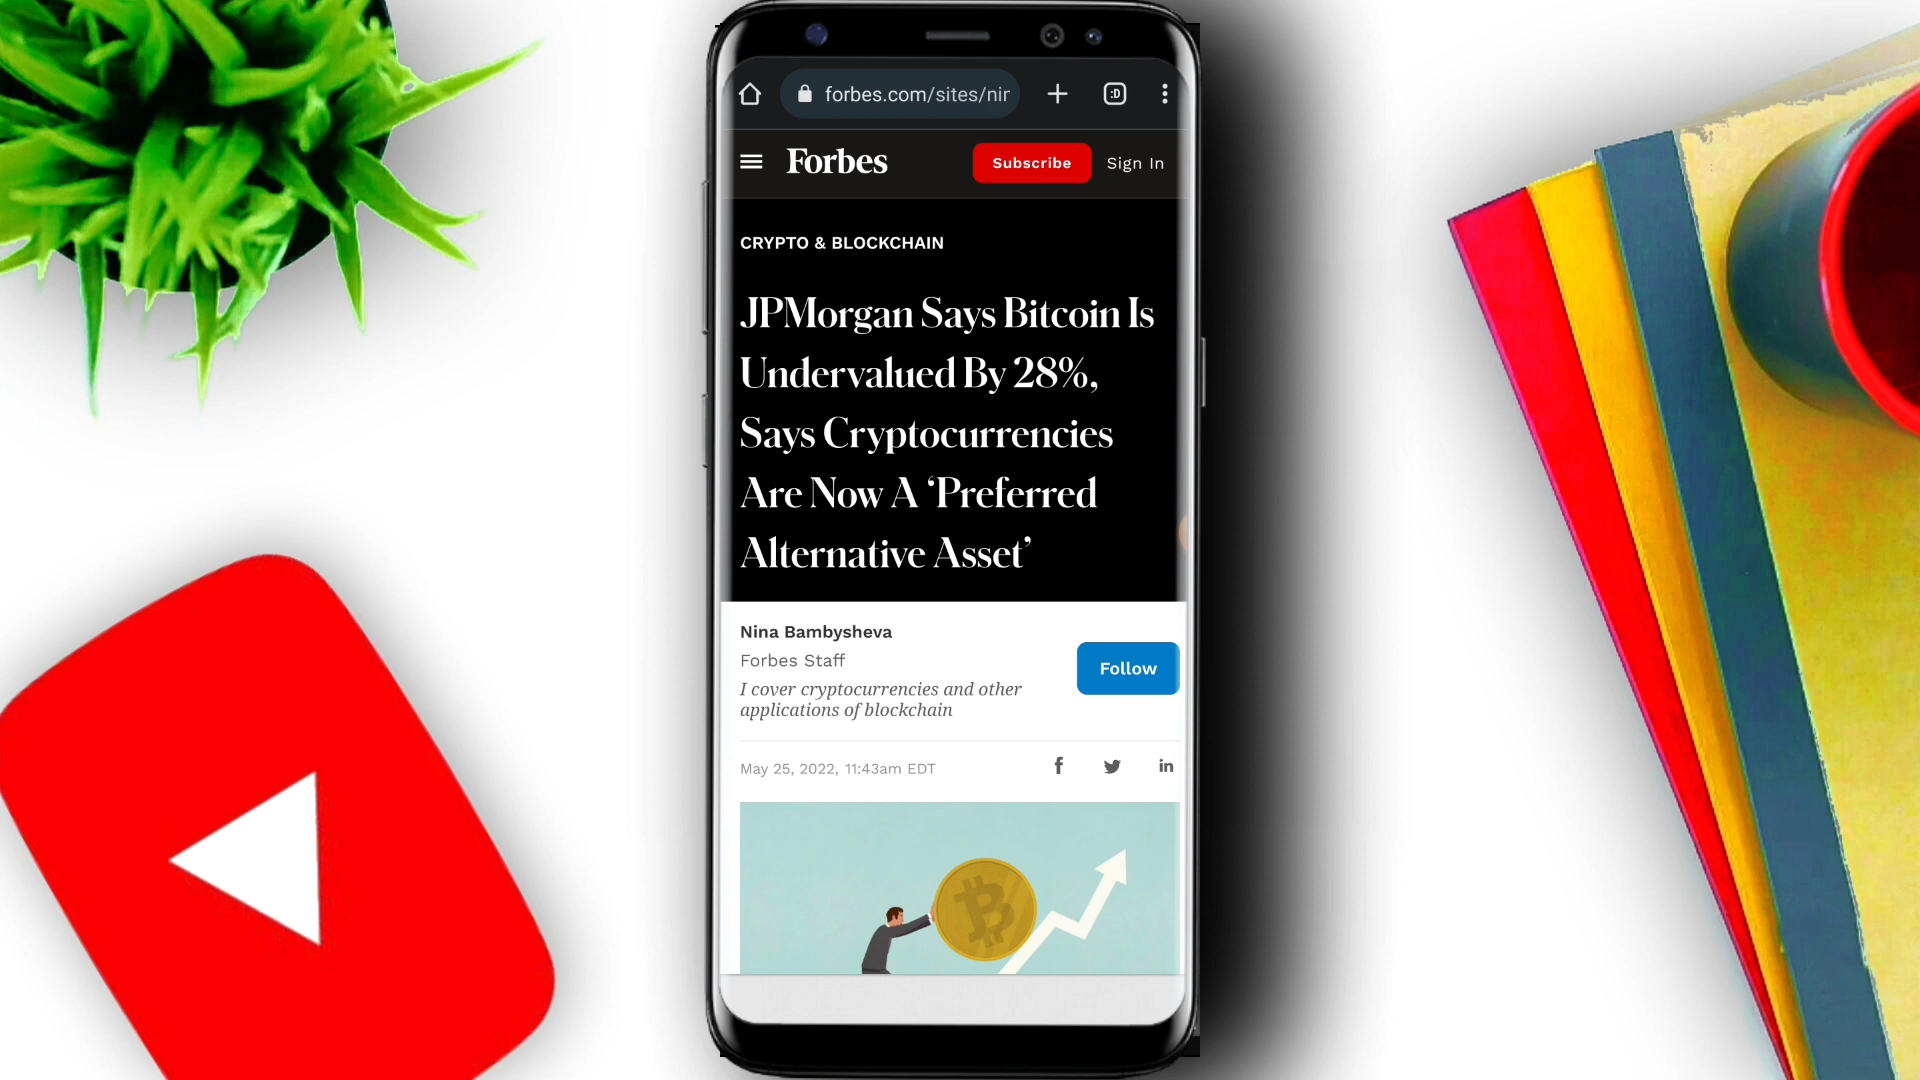 forbes.com/sites/nir
:D
Forbes
Subscribe
Sign In
CRYPTO & BLOCKCHAIN
JPMorgan Says Bitcoin Is
Undervalued By 28%,
Says Cryptocurrencies
Are Now A ‘Preferred
Alternative Asset’
Nina Bambysheva
Forbes Staff
Follow
I cover cryptocurrencies and other
applications of blockchain
May 25, 2022, 11:43am EDT